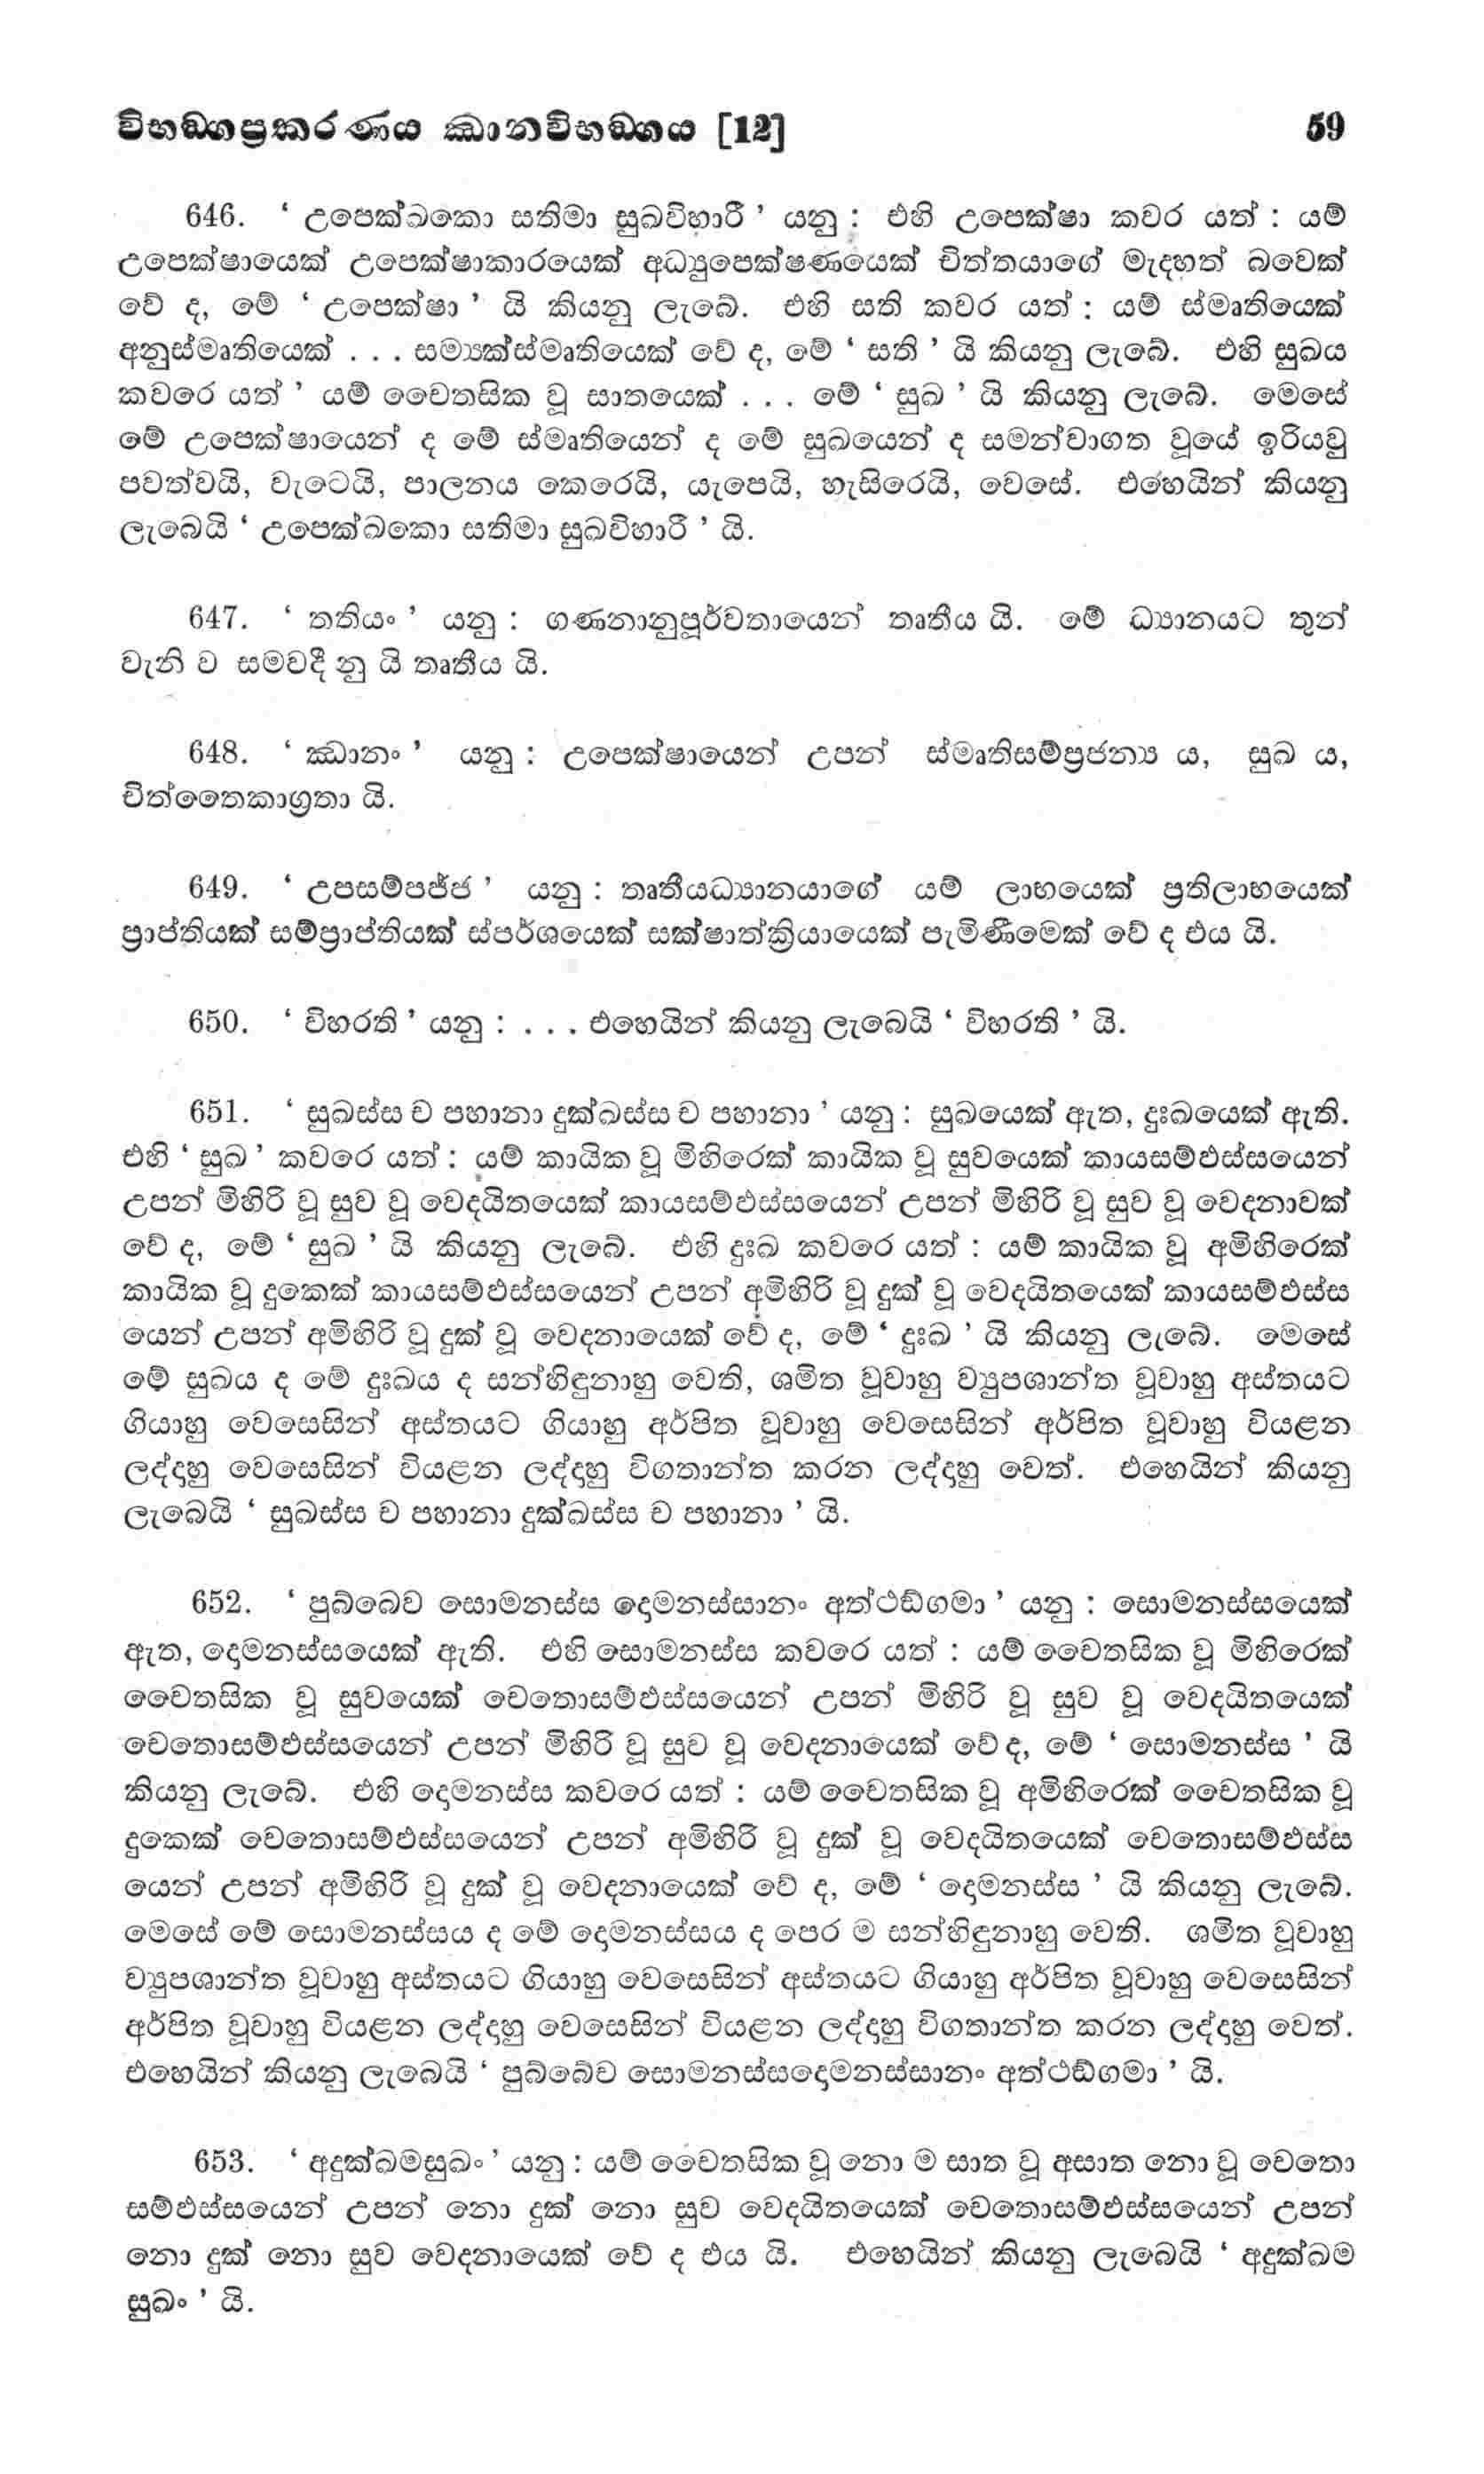 විභඞ්ගප්‍රකරණය ඣානවිභඞ්ගය [12] 59
646. ‘ උපෙක්ඛකො සතිමා සුඛවිහාරී ’ යනු : එහි උපෙක්ෂා කවර යත් : යම්
උපෙක්ෂායෙක් උපෙක්ෂාකාරයෙක් අධ්‍යුපෙක්ෂණයෙක් චිත්තයාගේ මැදහත් බවෙක්
වේ ද, මේ ‘ උපෙක්ෂා ’ යි කියනු ලැබේ. එහි සති කවර යත් : යම් ස්මෘතියෙක්
අනුස්මෘතියෙක් . . . සම්‍යක්ස්මෘතියෙක් වේ ද, මේ ‘ සති ’ යි කියනු ලැබේ. එහි සුඛය
කවරෙ යත් ’ යම් චෛතසික වූ සාතයෙක් . . . මේ ‘ සුඛ ’ යි කියනු ලැබේ. මෙසේ
මේ උපෙක්ෂායෙන් ද මේ ස්මෘතියෙන් ද මේ සුඛයෙන් ද සමන්වාගත වූයේ ඉරියවු
පවත්වයි, වැටෙයි, පාලනය කෙරෙයි, යැපෙයි, හැසිරෙයි, වෙසේ. එහෙයින් කියනු
ලැබෙයි ‘ උපෙක්ඛකො සතිමා සුඛවිහාරී ’ යි.
647. ‘ තතියං ’ යනු : ගණනානුපූර්වතායෙන් තෘතීය යි. මේ ධ්‍යානයට තුන්
වැනි ව සමවදී නු යි තෘතීය යි.
648. ‘ ඣානං ’ යනු : උපෙක්ෂායෙන් උපන් ස්මෘතිසම්ප්‍රජන්‍ය ය, සුඛ ය,
චිත්තෛකාග්‍රතා යි.
649. ‘ උපසම්පජ්ජ ’ යනු : තෘතීයධ්‍යානයාගේ යම් ලාභයෙක් ප්‍රතිලාභයෙක්
ප්‍රාප්තියක් සම්ප්‍රාප්තියක් ස්පර්ශයෙක් සක්ෂාත්ක්‍රියායෙක් පැමිණීමෙක් වේ ද එය යි.
650. ‘ විහරති ’ යනු : . . . එහෙයින් කියනු ලැබෙයි ‘ විහරති ’ යි.
651. ‘ සුඛස්ස ච පහානා දුක්ඛස්ස ච පහානා ’ යනු : සුඛයෙක් ඇත, දුඃඛයෙක් ඇති.
එහි ‘ සුඛ ’ කවරෙ යත් : යම් කායික වූ මිහිරෙක් කායික වූ සුවයෙක් කායසම්ඵස්සයෙන්
උපන් මිහිරි වූ සුව වූ වෙදයිතයෙක් කායසම්ඵස්සයෙන් උපන් මිහිරි වූ සුව වූ වෙදනාවක්
වේ ද, මේ ‘ සුඛ ’ යි කියනු ලැබේ. එහි දුඃඛ කවරෙ යත් : යම් කායික වූ අමිහිරෙක්
කායික වූ දුකෙක් කායසම්ඵස්සයෙන් උපන් අමිහිරි වූ දුක් වූ වෙදයිතයෙක් කායසම්ඵස්ස
යෙන් උපන් අමිහිරි වූ දුක් වූ වෙදනායෙක් වේ ද, මේ ‘ දුඃඛ ’ යි කියනු ලැබේ. මෙසේ
මේ සුඛය ද මේ දුඃඛය ද සන්හිඳුනාහු වෙති, ශමිත වූවාහු ව්‍යුපශාන්ත වූවාහු අස්තයට
ගියාහු වෙසෙසින් අස්තයට ගියාහු අර්පිත වූවාහු වෙසෙසින් අර්පිත වූවාහු වියළන
ලද්දාහු වෙසෙසින් වියළන ලද්දාහු විගතාන්ත කරන ලද්දාහු වෙත්. එහෙයින් කියනු
ලැබෙයි ‘ සුඛස්ස ච පහානා දුක්ඛස්ස ච පහානා ’ යි.
652. ‘ පුබ්බෙව සොමනස්ස දොමනස්සානං අත්ථඞ්ගමා ’ යනු : සොමනස්සයෙක්
ඇත, දොමනස්සයෙක් ඇති. එහි සොමනස්ස කවරෙ යත් : යම් චෛතසික වූ මිහිරෙක්
චෛතසික වූ සුවයෙක් චෙතොසම්ඵස්සයෙන් උපන් මිහිරි වූ සුව වූ වෙදයිතයෙක්
චෙතොසම්ඵස්සයෙන් උපන් මිහිරි වූ සුව වූ වෙදනායෙක් වේ ද, මේ ‘ සොමනස්ස ’ යි
කියනු ලැබේ. එහි දොමනස්ස කවරෙ යත් : යම් චෛතසික වූ අමිහිරෙක් චෛතසික වූ
දුකෙක් චෙතොසම්ඵස්සයෙන් උපන් අමිහිරි වූ දුක් වූ වෙදයිතයෙක් චෙතොසම්ඵස්ස
යෙන් උපන් අමිහිරි වූ දුක් වූ වෙදනායෙක් වේ ද, මේ ‘ දොමනස්ස ’ යි කියනු ලැබේ.
මෙසේ මේ සොමනස්සය ද මේ දොමනස්සය ද පෙර ම සන්හිඳුනාහු වෙති. ශමිත වූවාහු
ව්‍යුපශාන්ත වූවාහු අස්තයට ගියාහු වෙසෙසින් අස්තයට ගියාහු අර්පිත වූවාහු වෙසෙසින්
අර්පිත වූවාහු වියළන ලද්දාහු වෙසෙසින් වියළන ලද්දාහු විගතාන්ත කරන ලද්දාහු වෙත්.
එහෙයින් කියනු ලැබෙයි ‘ පුබ්බේව සොමනස්සදොමනස්සානං අත්ථඞ්ගමා ’ යි.
653. ‘ අදුක්ඛමසුඛං ’ යනු : යම් චෛතසික වූ නො ම සාත වූ අසාත නො වූ චෙතො
සම්ඵස්සයෙන් උපන් නො දුක් නො සුව වෙදයිතයෙක් චෙතොසම්ඵස්සයෙන් උපන්
නො දුක් නො සුව වෙදනායෙක් වේ ද එය යි. එහෙයින් කියනු ලැබෙයි ‘ අදුක්ඛම
සුඛං ’ යි.